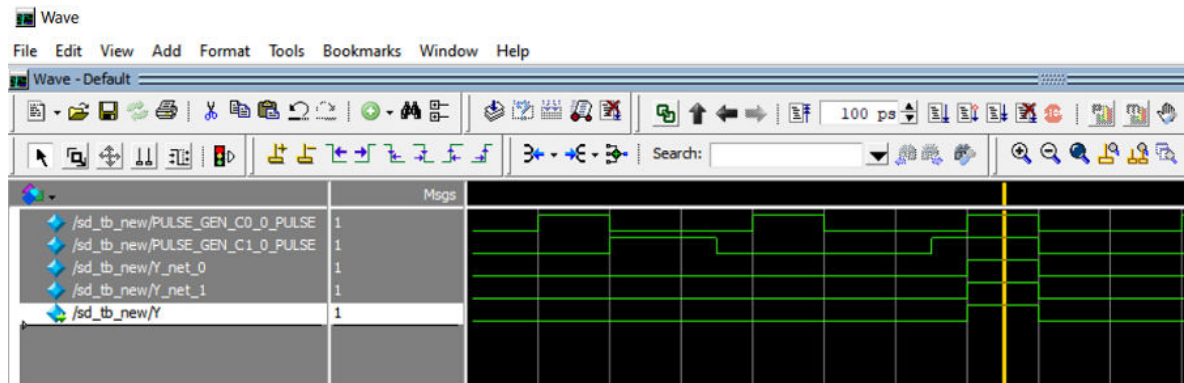 Wave
File Edit View Add Format Tools Bookmarks Window Help
Wave - Default
100 ps
Search:
Msgs
/sd_tb_new/PULSE_GEN_C0_0_PULSE 1
/sd_tb_new/PULSE_GEN_C1_0_PULSE 1
/sd_tb_new/Y_net_0 1
/sd_tb_new/Y_net_1 1
/sd_tb_new/Y 1